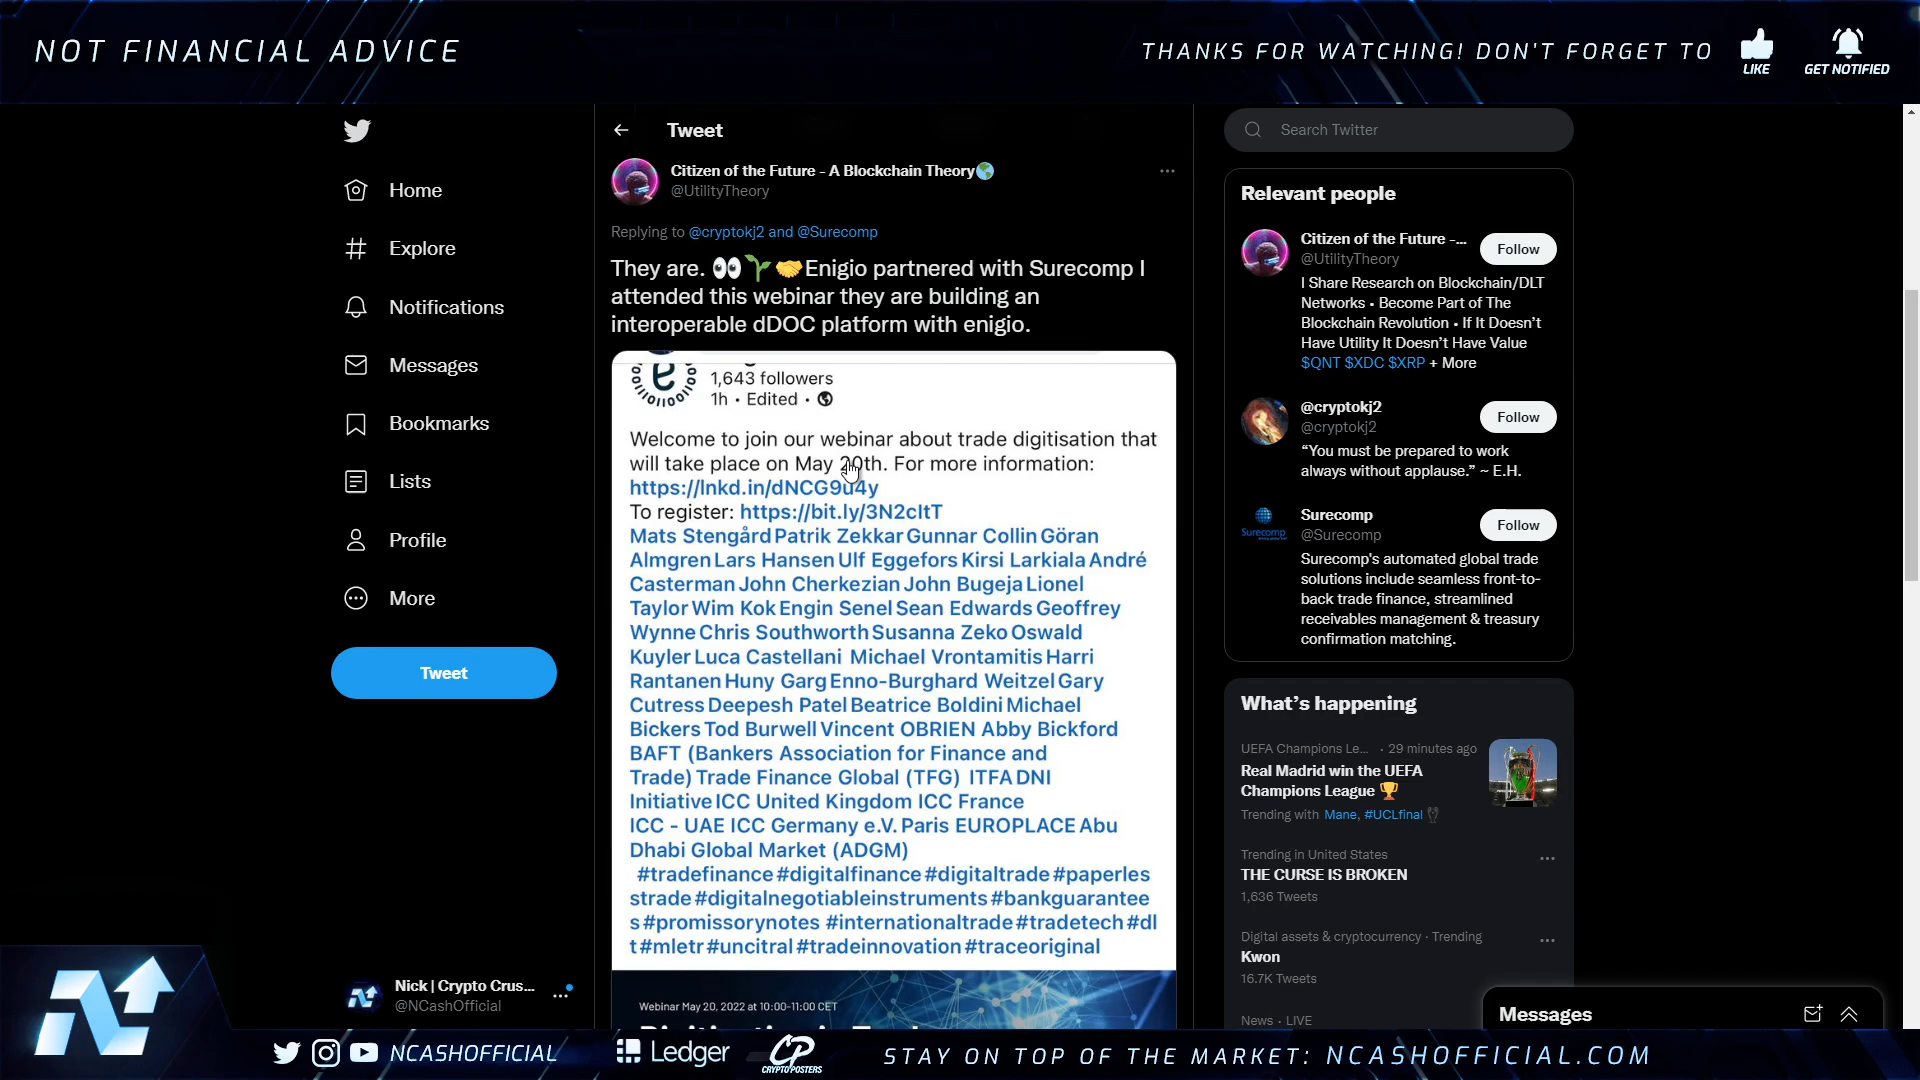 NOT FINANCIAL ADVICE
THANKS FOR WATCHING! DON'T FORGET TO
LIKE
GET NOTIFIED
Home
Explore
Notifications
Messages
Bookmarks
Lists
Profile
More
Tweet
Nick | Crypto Crus...
@NCashOfficial
Tweet
Citizen of the Future - A Blockchain Theory🌎
@UtilityTheory
Replying to @cryptokj2 and @Surecomp
They are. 👀🌱🤝Enigio partnered with Surecomp I
attended this webinar they are building an
interoperable dDOC platform with enigio.
1,643 followers
1h • Edited •
Welcome to join our webinar about trade digitisation that
will take place on May 20th. For more information:
https://lnkd.in/dNCG9u4y
To register: https://bit.ly/3N2cItT
Mats Stengård Patrik Zekkar Gunnar Collin Göran
Almgren Lars Hansen Ulf Eggefors Kirsi Larkiala André
Casterman John Cherkezian John Bugeja Lionel
Taylor Wim Kok Engin Senel Sean Edwards Geoffrey
Wynne Chris Southworth Susanna Zeko Oswald
Kuyler Luca Castellani Michael Vrontamitis Harri
Rantanen Huny Garg Enno-Burghard Weitzel Gary
Cutress Deepesh Patel Beatrice Boldini Michael
Bickers Tod Burwell Vincent OBRIEN Abby Bickford
BAFT (Bankers Association for Finance and
Trade) Trade Finance Global (TFG) ITFA DNI
Initiative ICC United Kingdom ICC France
ICC - UAE ICC Germany e.V. Paris EUROPLACE Abu
Dhabi Global Market (ADGM)
#tradefinance #digitalfinance #digitaltrade #paperles
strade #digitalnegotiableinstruments #bankguarantee
s #promissorynotes #internationaltrade #tradetech #dl
t #mletr #uncitral #tradeinnovation #traceoriginal
Webinar May 20, 2022 at 10:00-11:00 CET
Search Twitter
Relevant people
Citizen of the Future -...
@UtilityTheory
Follow
I Share Research on Blockchain/DLT
Networks • Become Part of The
Blockchain Revolution • If It Doesn't
Have Utility It Doesn't Have Value
$QNT $XDC $XRP + More
@cryptokj2
@cryptokj2
Follow
“You must be prepared to work
always without applause.” ~ E.H.
Surecomp
Surecomp
@Surecomp
Follow
Surecomp's automated global trade
solutions include seamless front-to-
back trade finance, streamlined
receivables management & treasury
confirmation matching.
What's happening
UEFA Champions Le... · 29 minutes ago
Real Madrid win the UEFA
Champions League 🏆
Trending with Mane, #UCLfinal
Trending in United States
THE CURSE IS BROKEN
1,636 Tweets
Digital assets & cryptocurrency · Trending
Kwon
16.7K Tweets
News · LIVE
Messages
NCASHOFFICIAL
Ledger
CP
CRYPTOPOSTERS
STAY ON TOP OF THE MARKET: NCASHOFFICIAL.COM